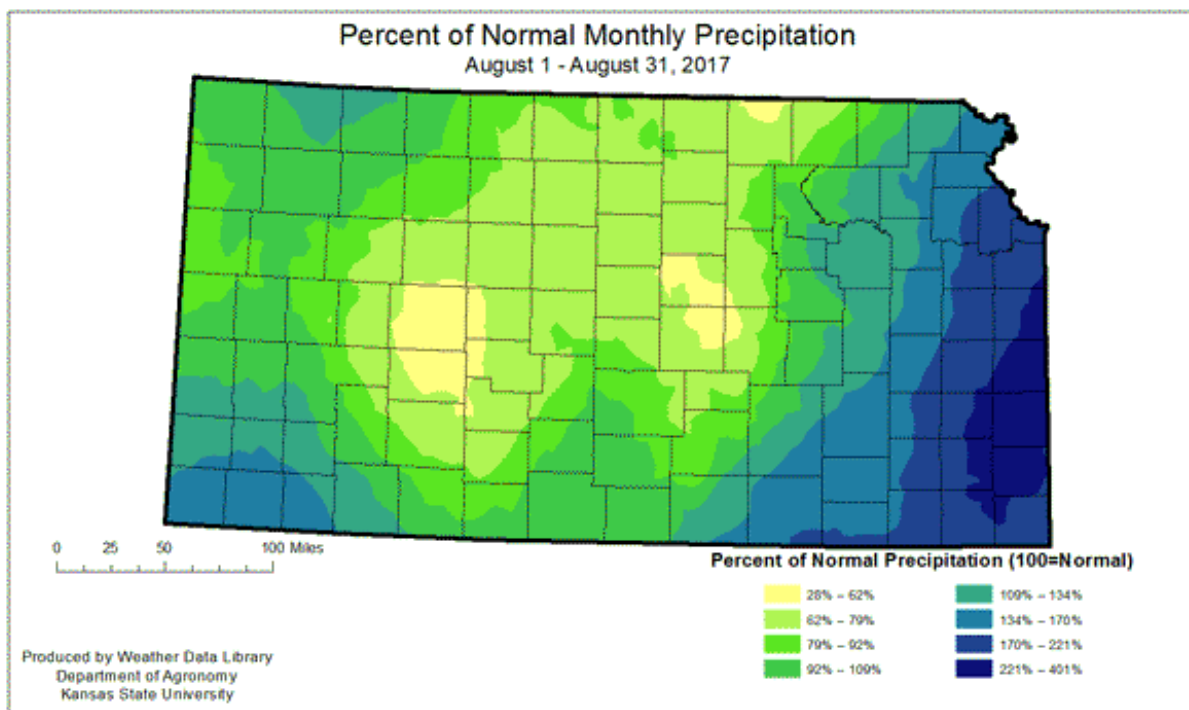 Percent of Normal Monthly Precipitation
August 1 - August 31, 2017
0 25 50 100 Miles
Percent of Normal Precipitation (100=Normal)
28% - 62%
62% - 79%
79% - 92%
92% - 109%
109% - 134%
134% - 170%
170% - 221%
221% - 401%
Produced by Weather Data Library
Department of Agronomy
Kansas State University